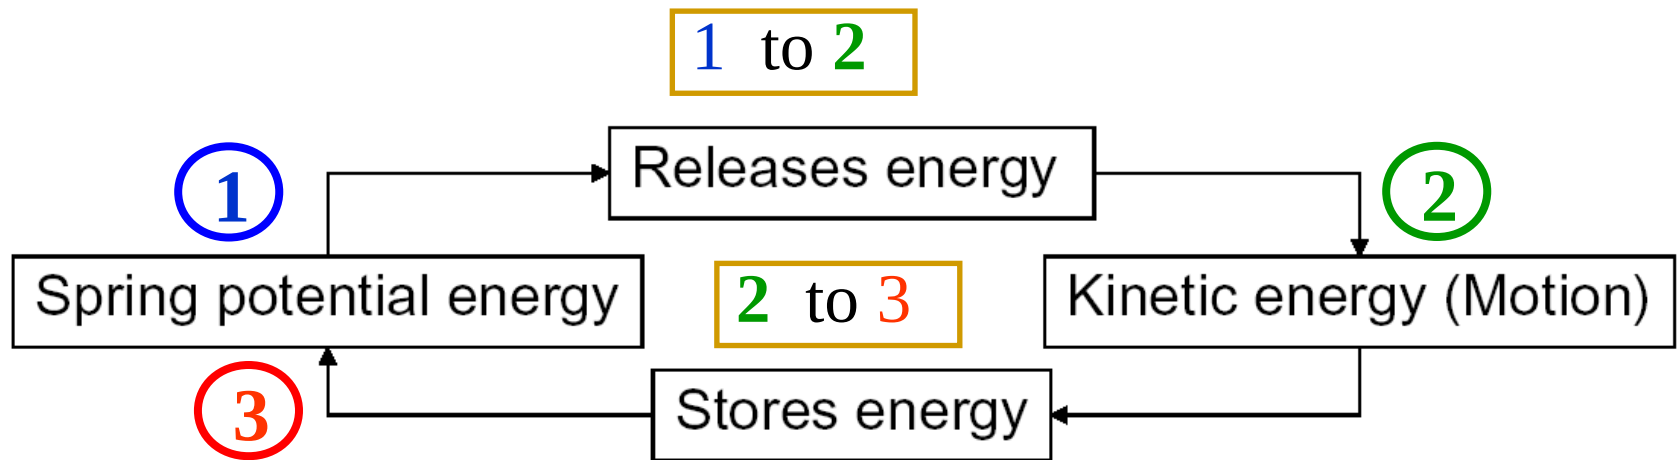 1 to 2
Releases energy
1
2
Spring potential energy
2 to 3
Kinetic energy (Motion)
3
Stores energy